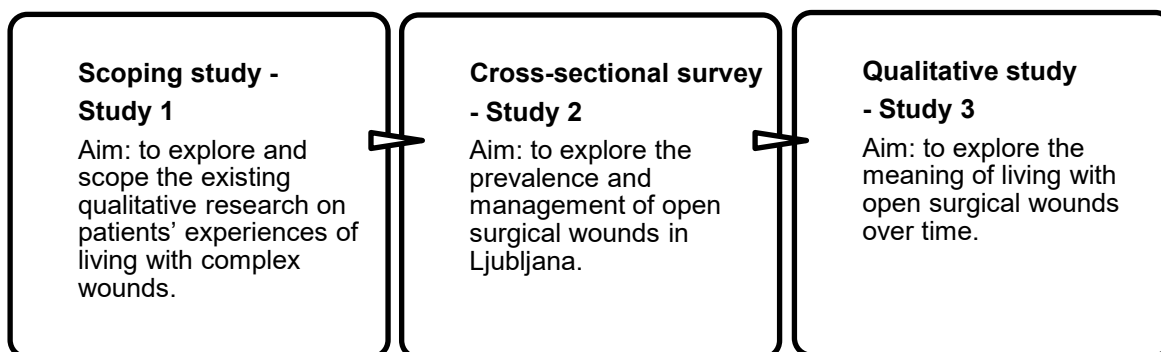 Scoping study -
Study 1
Aim: to explore and
scope the existing
qualitative research on
patients’ experiences of
living with complex
wounds.
Cross-sectional survey
- Study 2
Aim: to explore the
prevalence and
management of open
surgical wounds in
Ljubljana.
Qualitative study
- Study 3
Aim: to explore the
meaning of living with
open surgical wounds
over time.